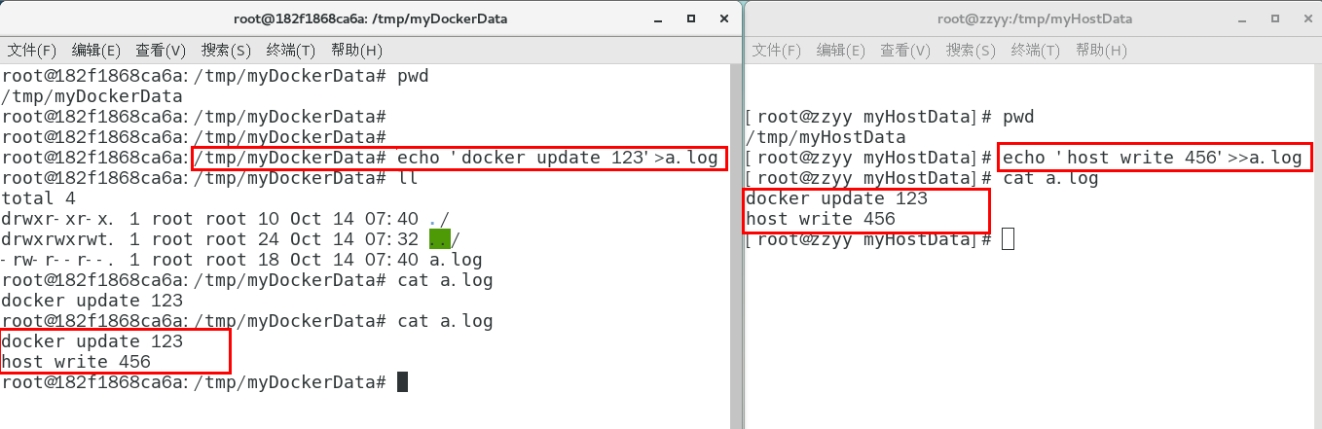 root@182f1868ca6a: /tmp/myDockerData
文件(F) 编辑(E) 查看(V) 搜索(S) 终端(T) 帮助(H)
root@182f1868ca6a:/tmp/myDockerData# pwd
/tmp/myDockerData
root@182f1868ca6a:/tmp/myDockerData#
root@182f1868ca6a:/tmp/myDockerData#
root@182f1868ca6a:/tmp/myDockerData# echo 'docker update 123'>a.log
root@182f1868ca6a:/tmp/myDockerData# ll
total 4
drwxr-xr-x. 1 root root 10 Oct 14 07:40 ./
drwxrwxrwt. 1 root root 24 Oct 14 07:32 ../
-rw-r--r--. 1 root root 18 Oct 14 07:40 a.log
root@182f1868ca6a:/tmp/myDockerData# cat a.log
docker update 123
root@182f1868ca6a:/tmp/myDockerData# cat a.log
docker update 123
host write 456
root@182f1868ca6a:/tmp/myDockerData#
root@zzyy:/tmp/myHostData
文件(F) 编辑(E) 查看(V) 搜索(S) 终端(T) 帮助(H)
[root@zzyy myHostData]# pwd
/tmp/myHostData
[root@zzyy myHostData]# echo 'host write 456'>>a.log
[root@zzyy myHostData]# cat a.log
docker update 123
host write 456
[root@zzyy myHostData]#